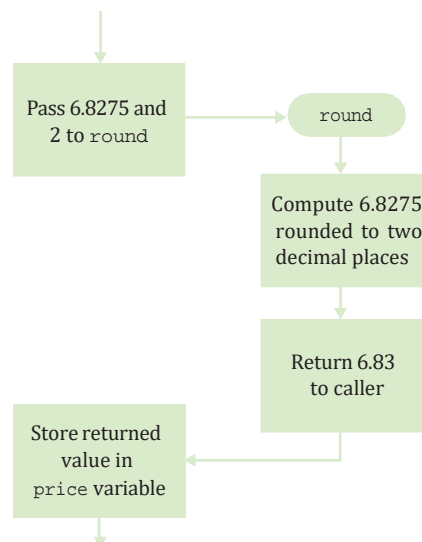 Pass 6.8275 and
2 to round
round
Compute 6.8275
rounded to two
decimal places
Return 6.83
to caller
Store returned
value in
price variable